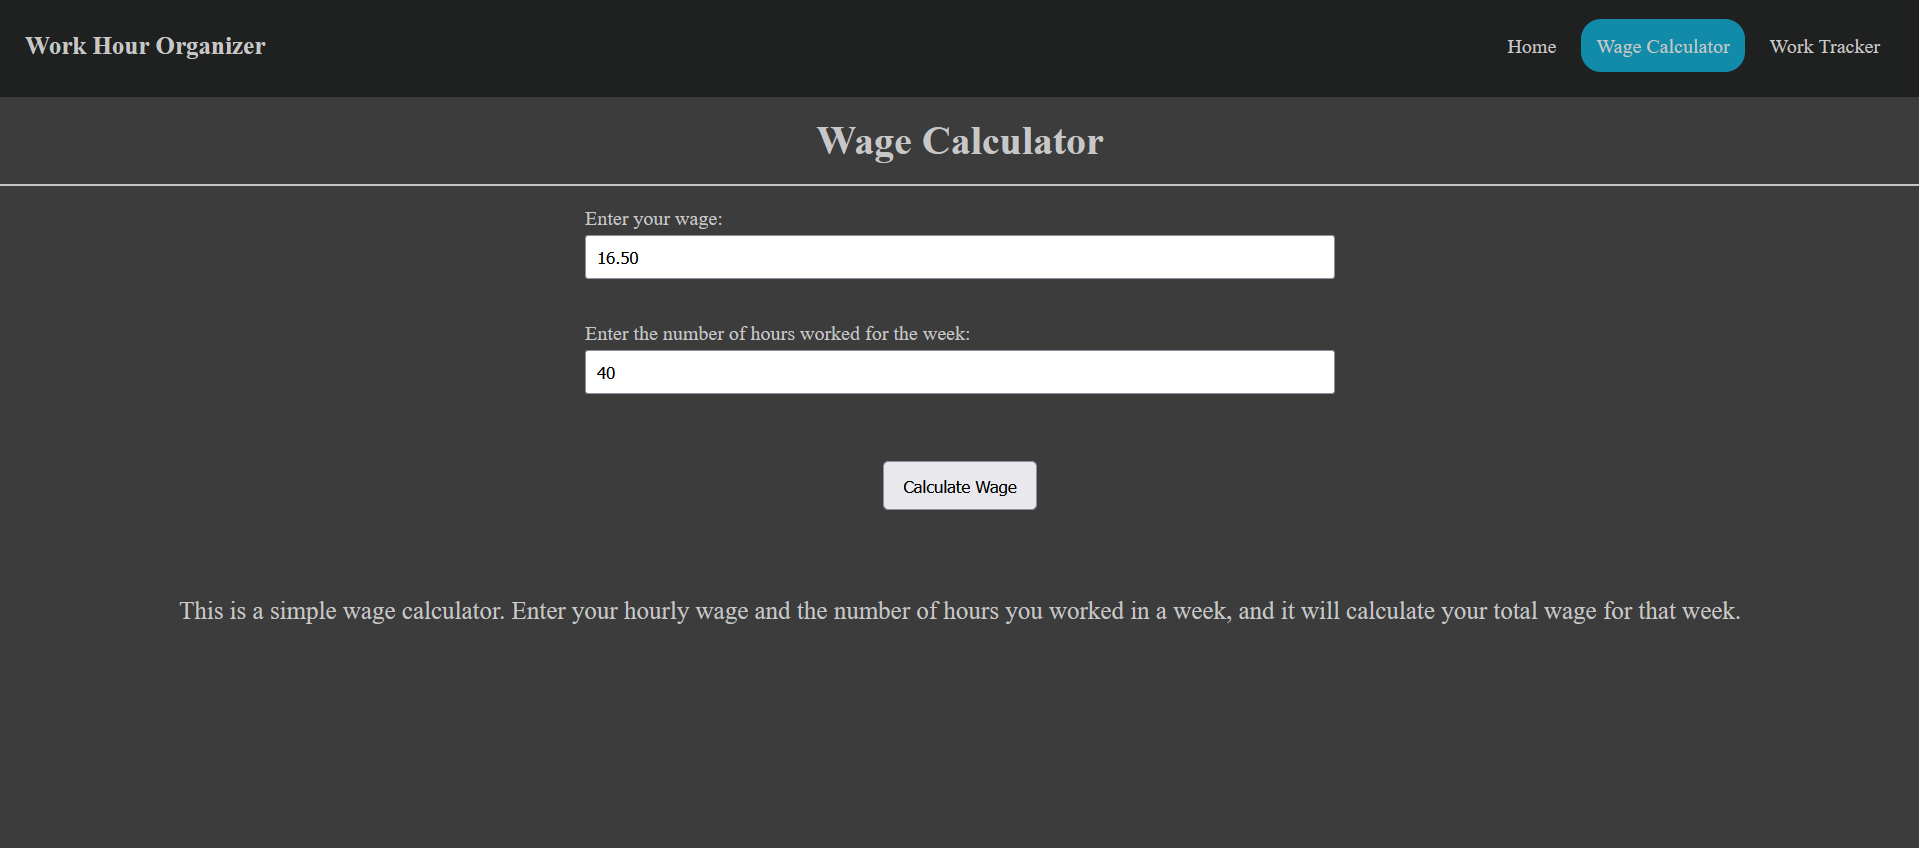 Work Hour Organizer
Home
Wage Calculator
Work Tracker
Wage Calculator
Enter your wage:
16.50
Enter the number of hours worked for the week:
40
Calculate Wage
This is a simple wage calculator. Enter your hourly wage and the number of hours you worked in a week, and it will calculate your total wage for that week.